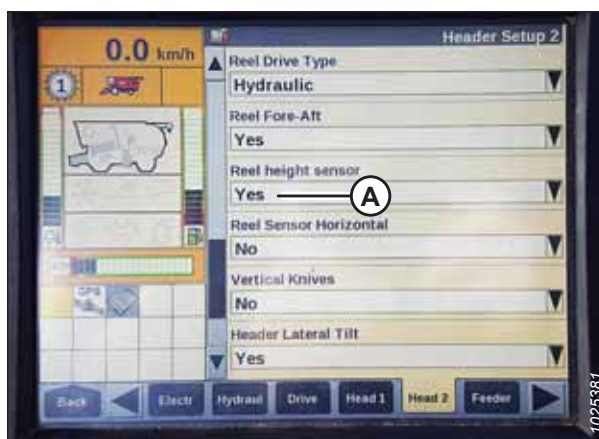 0.0 km/h
Header Setup 2
1
Reel Drive Type
Hydraulic
Reel Fore-Aft
Yes
Reel height sensor
Yes
A
Reel Sensor Horizontal
No
Vertical Knives
No
Header Lateral Tilt
Yes
GPS
Back
Electr
Hydraul
Drive
Head 1
Head 2
Feeder
1025381